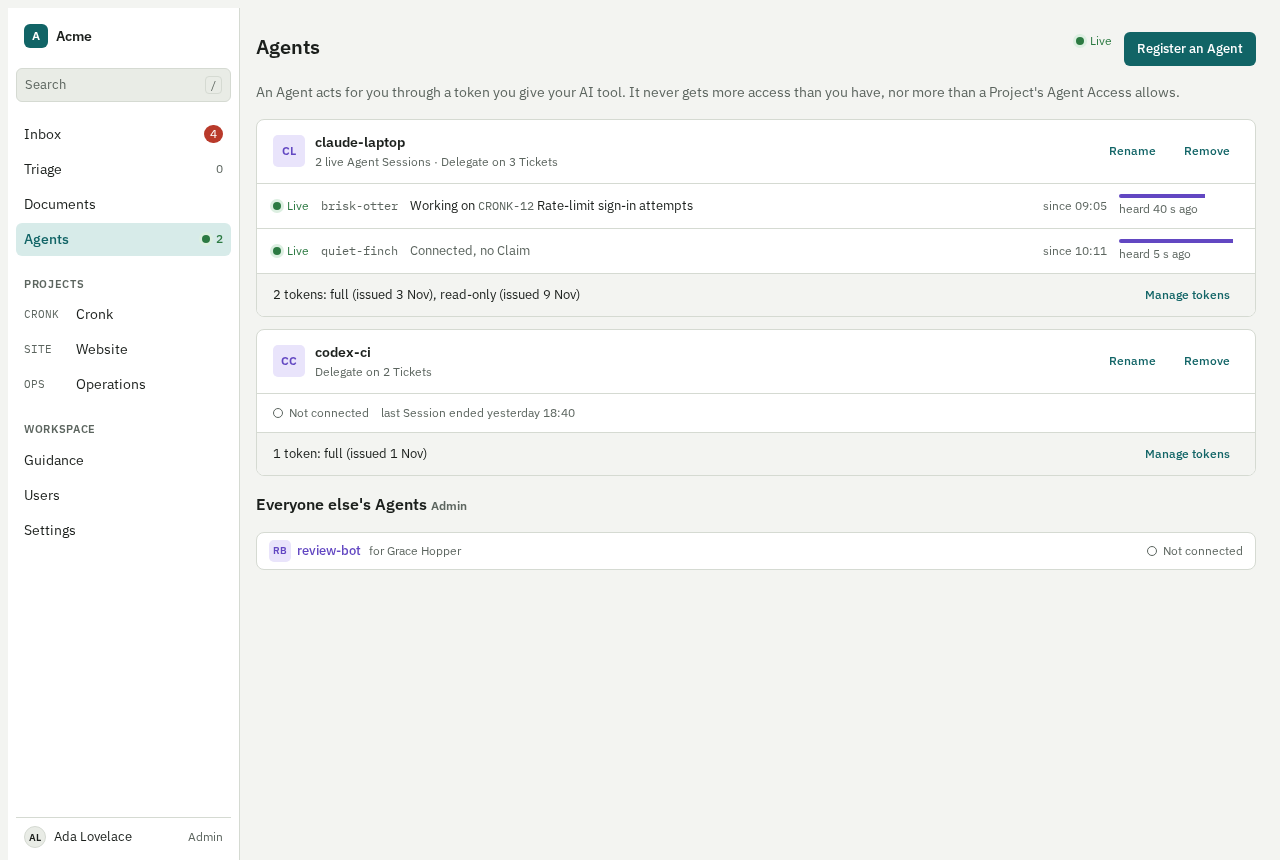 A Acme
Search /
Inbox 4
Triage 0
Documents
Agents 2
PROJECTS
CRONK Cronk
SITE Website
OPS Operations
WORKSPACE
Guidance
Users
Settings
AL Ada Lovelace Admin
Agents
Live
Register an Agent
An Agent acts for you through a token you give your AI tool. It never gets more access than you have, nor more than a Project's Agent Access allows.
CL claude-laptop
2 live Agent Sessions · Delegate on 3 Tickets
Rename Remove
Live brisk-otter Working on CRONK-12 Rate-limit sign-in attempts since 09:05 heard 40 s ago
Live quiet-finch Connected, no Claim since 10:11 heard 5 s ago
2 tokens: full (issued 3 Nov), read-only (issued 9 Nov) Manage tokens
CC codex-ci
Delegate on 2 Tickets
Rename Remove
Not connected last Session ended yesterday 18:40
1 token: full (issued 1 Nov) Manage tokens
Everyone else's Agents Admin
RB review-bot for Grace Hopper Not connected